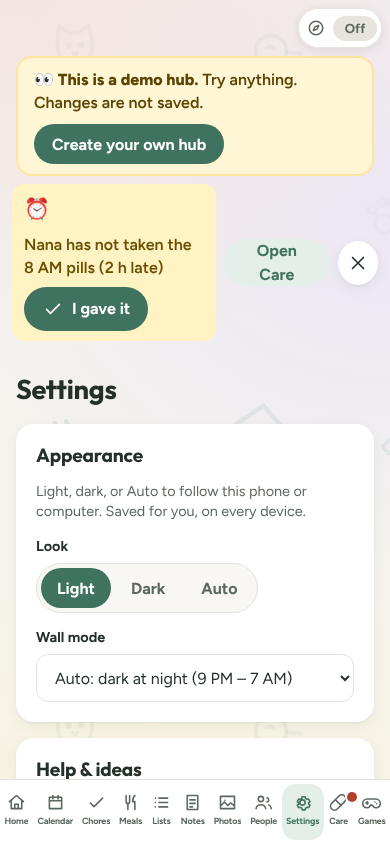 Off
👀 This is a demo hub. Try anything.
Changes are not saved.
Create your own hub
Nana has not taken the
8 AM pills (2 h late)
I gave it
Open
Care
Settings
Appearance
Light, dark, or Auto to follow this phone or
computer. Saved for you, on every device.
Look
Light Dark Auto
Wall mode
Auto: dark at night (9 PM – 7 AM)
Help & ideas
Home Calendar Chores Meals Lists Notes Photos People Settings Care Games